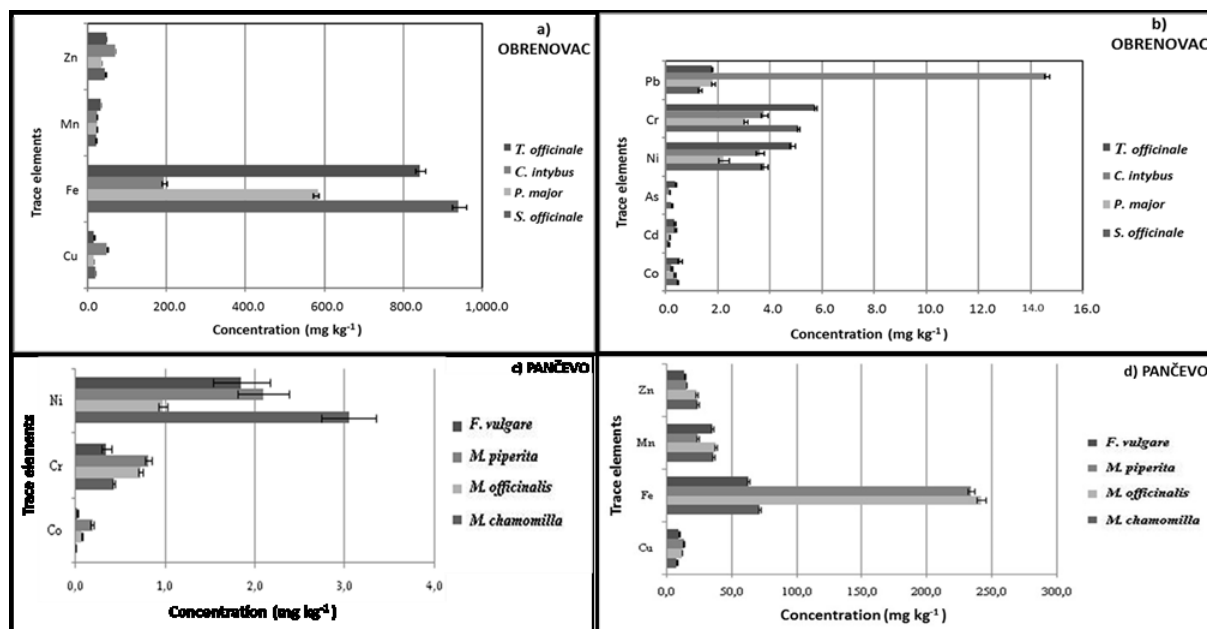 a)
OBRENOVAC
Trace elements
Zn
Mn
Fe
Cu
0.0 200.0 400.0 600.0 800.0 1,000.0
Concentration (mg kg⁻¹)
T. officinale
C. intybus
P. major
S. officinale
b)
OBRENOVAC
Trace elements
Pb
Cr
Ni
As
Cd
Co
0.0 2.0 4.0 6.0 8.0 10.0 12.0 14.0 16.0
Concentration (mg kg⁻¹)
T. officinale
C. intybus
P. major
S. officinale
c) PANČEVO
Trace elements
Ni
Cr
Co
0,0 1,0 2,0 3,0 4,0
Concentration (mg kg⁻¹)
F. vulgare
M. piperita
M. officinalis
M. chamomilla
d) PANČEVO
Trace elements
Zn
Mn
Fe
Cu
0,0 50,0 100,0 150,0 200,0 250,0 300,0
Concentration (mg kg⁻¹)
F. vulgare
M. piperita
M. officinalis
M. chamomilla